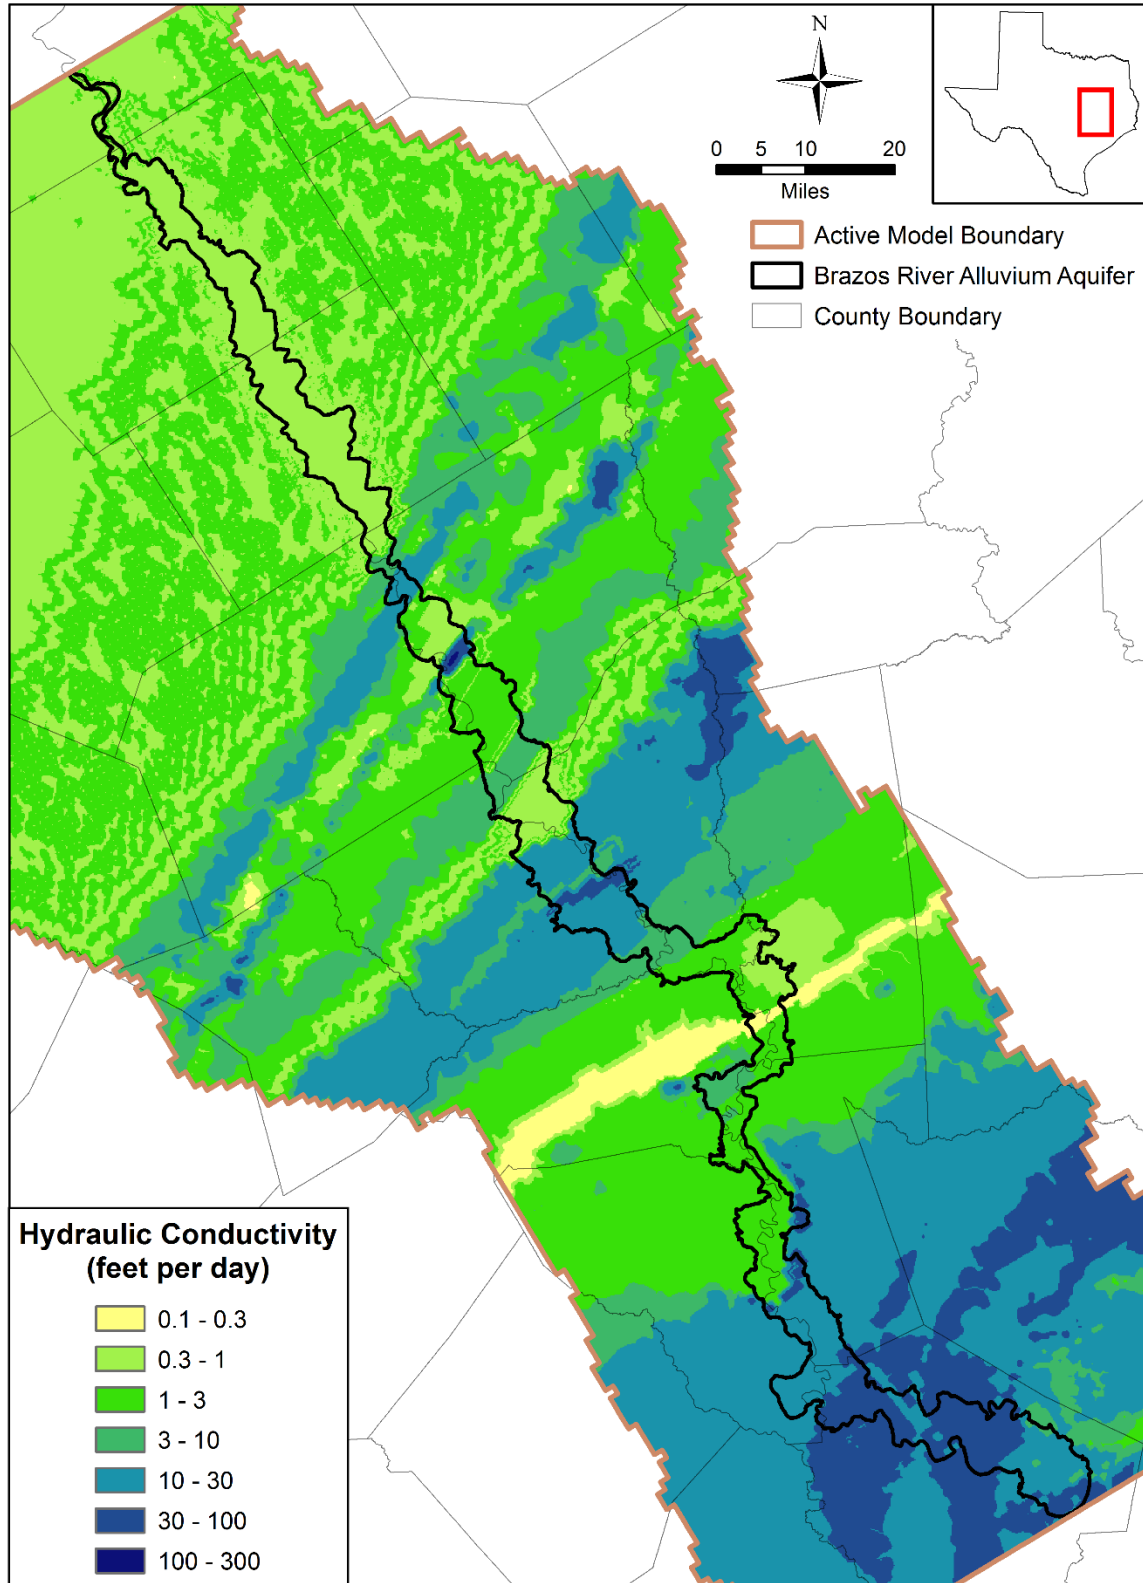 N
0 5 10 20
Miles
Active Model Boundary
Brazos River Alluvium Aquifer
County Boundary
Hydraulic Conductivity
(feet per day)
0.1 - 0.3
0.3 - 1
1 - 3
3 - 10
10 - 30
30 - 100
100 - 300